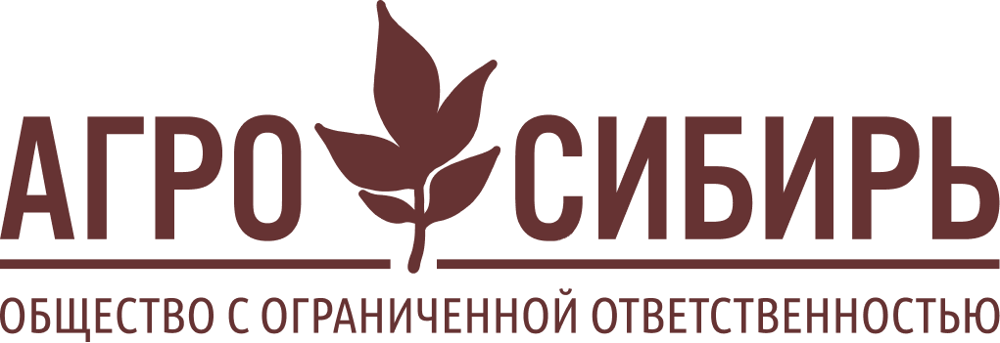 АГРО СИБИРЬ
ОБЩЕСТВО С ОГРАНИЧЕННОЙ ОТВЕТСТВЕННОСТЬЮ